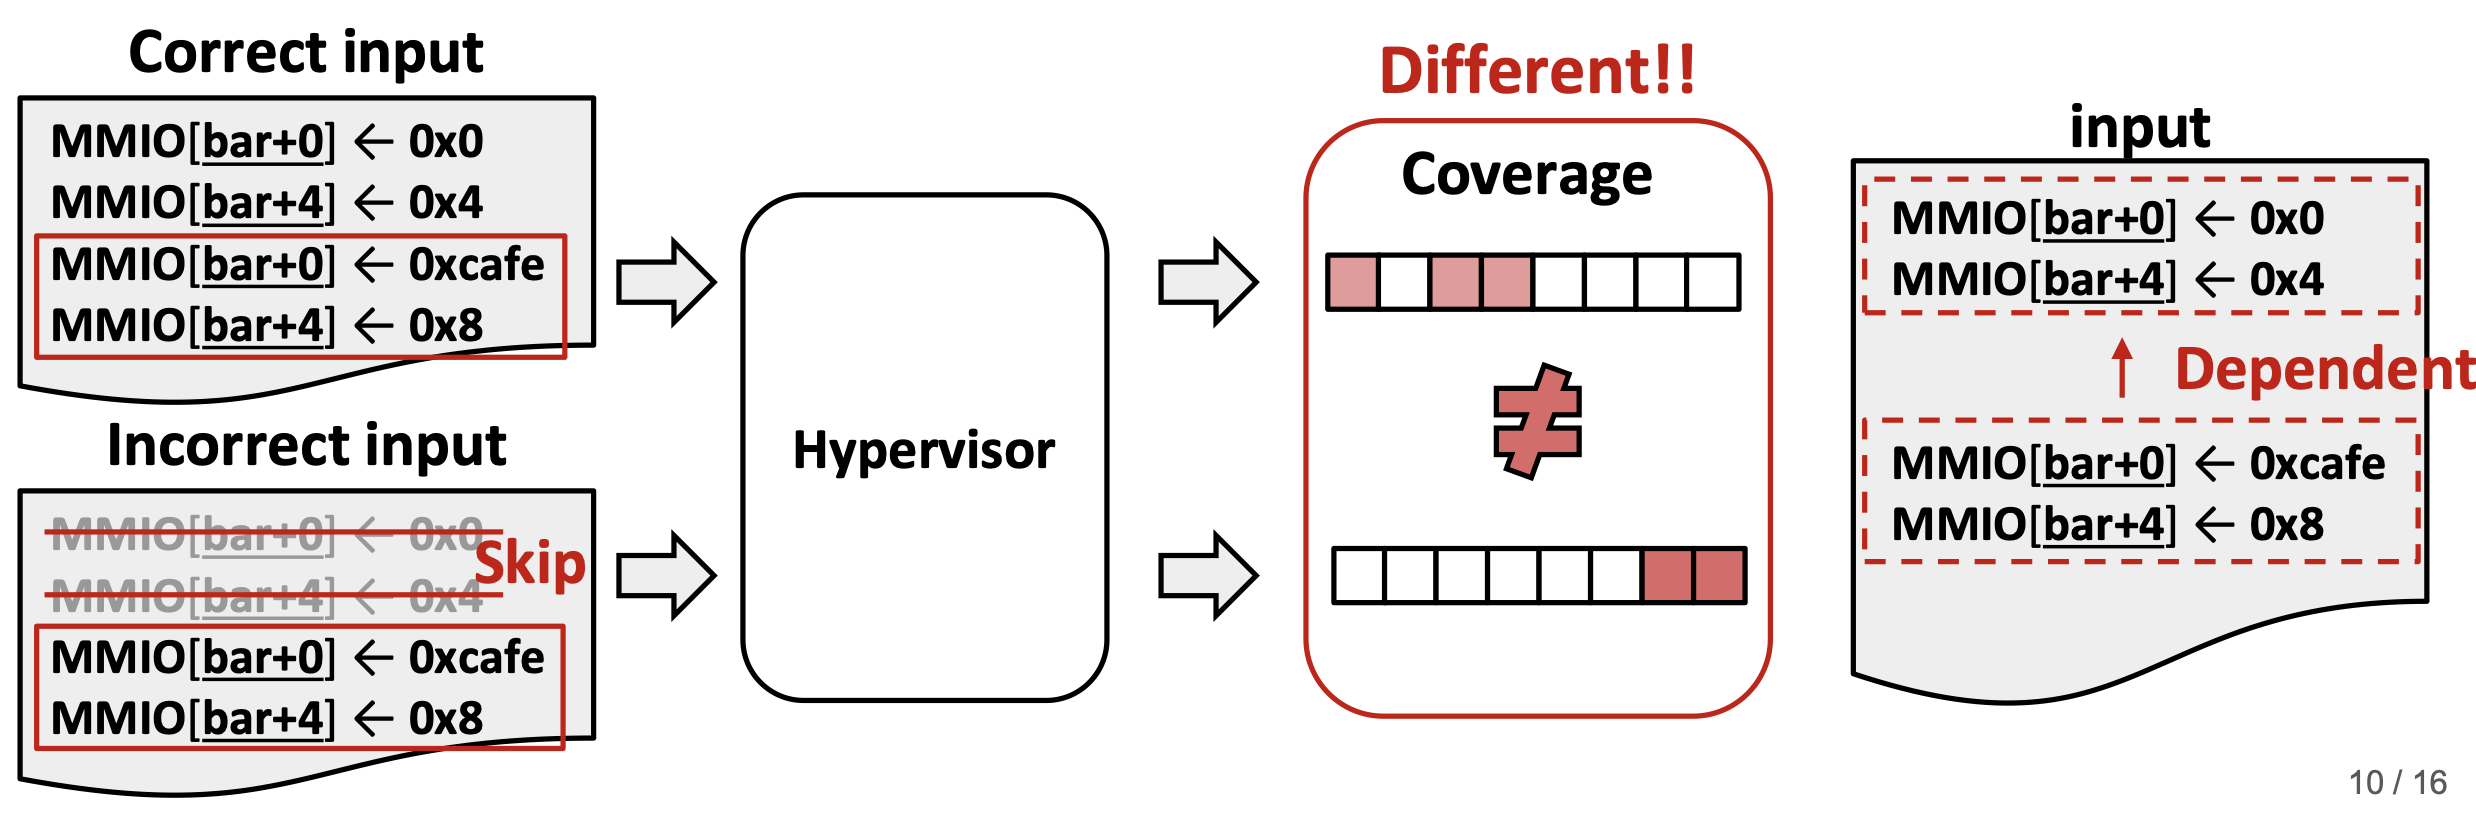 Correct input
MMIO[bar+0] ← 0x0
MMIO[bar+4] ← 0x4
MMIO[bar+0] ← 0xcafe
MMIO[bar+4] ← 0x8
Incorrect input
MMIO[bar+0] ← 0x0
MMIO[bar+4] ← 0x4
Skip
MMIO[bar+0] ← 0xcafe
MMIO[bar+4] ← 0x8
Hypervisor
Different!!
Coverage
≠
input
MMIO[bar+0] ← 0x0
MMIO[bar+4] ← 0x4
Dependent
MMIO[bar+0] ← 0xcafe
MMIO[bar+4] ← 0x8
10 / 16